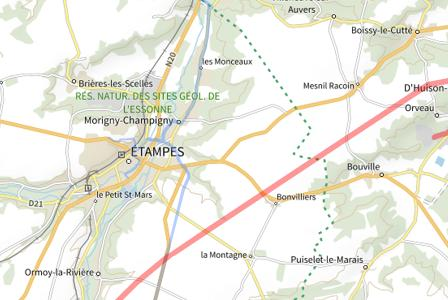 Auvers
Boissy-le-Cutté
N20
les Monceaux
Brières-les-Scellés
Mesnil Racoin
D'Huison-
RÉS. NATUR. DES SITES GÉOL. DE
L'ESSONNE
Orveau
Morigny-Champigny
ÉTAMPES
Bouville
le Petit St-Mars
Bonvilliers
D21
la Montagne
Puiselet-le-Marais
Ormoy-la-Rivière